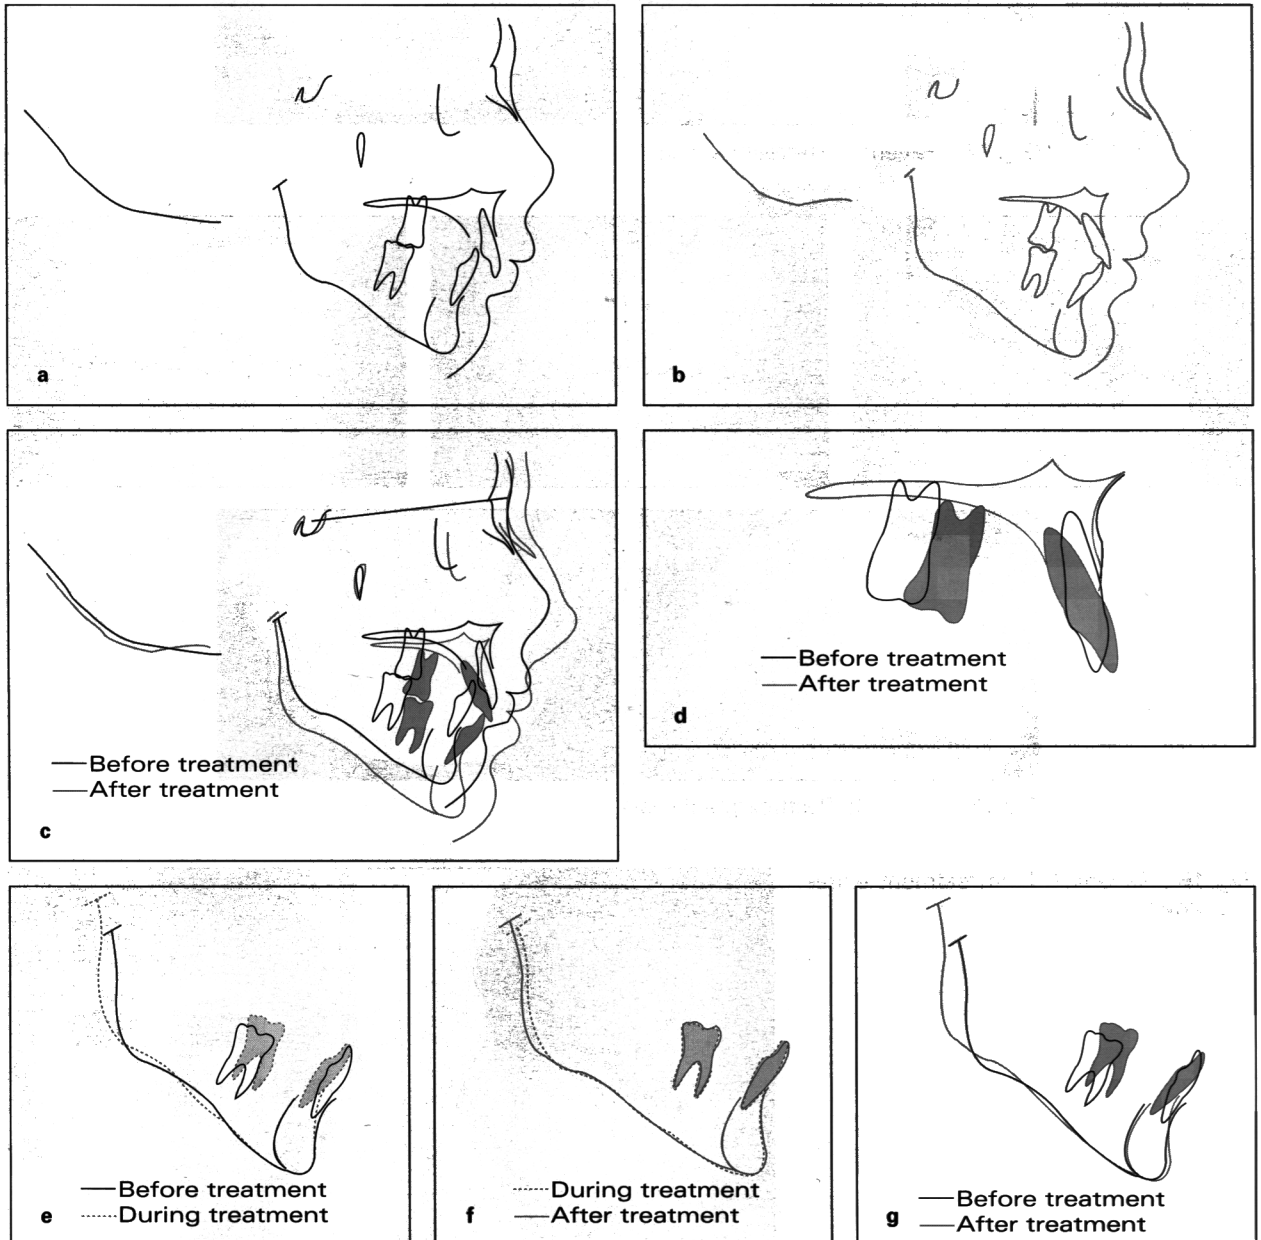 a
b
Before treatment
After treatment
c
Before treatment
After treatment
d
Before treatment
During treatment
e
During treatment
After treatment
f
Before treatment
After treatment
g